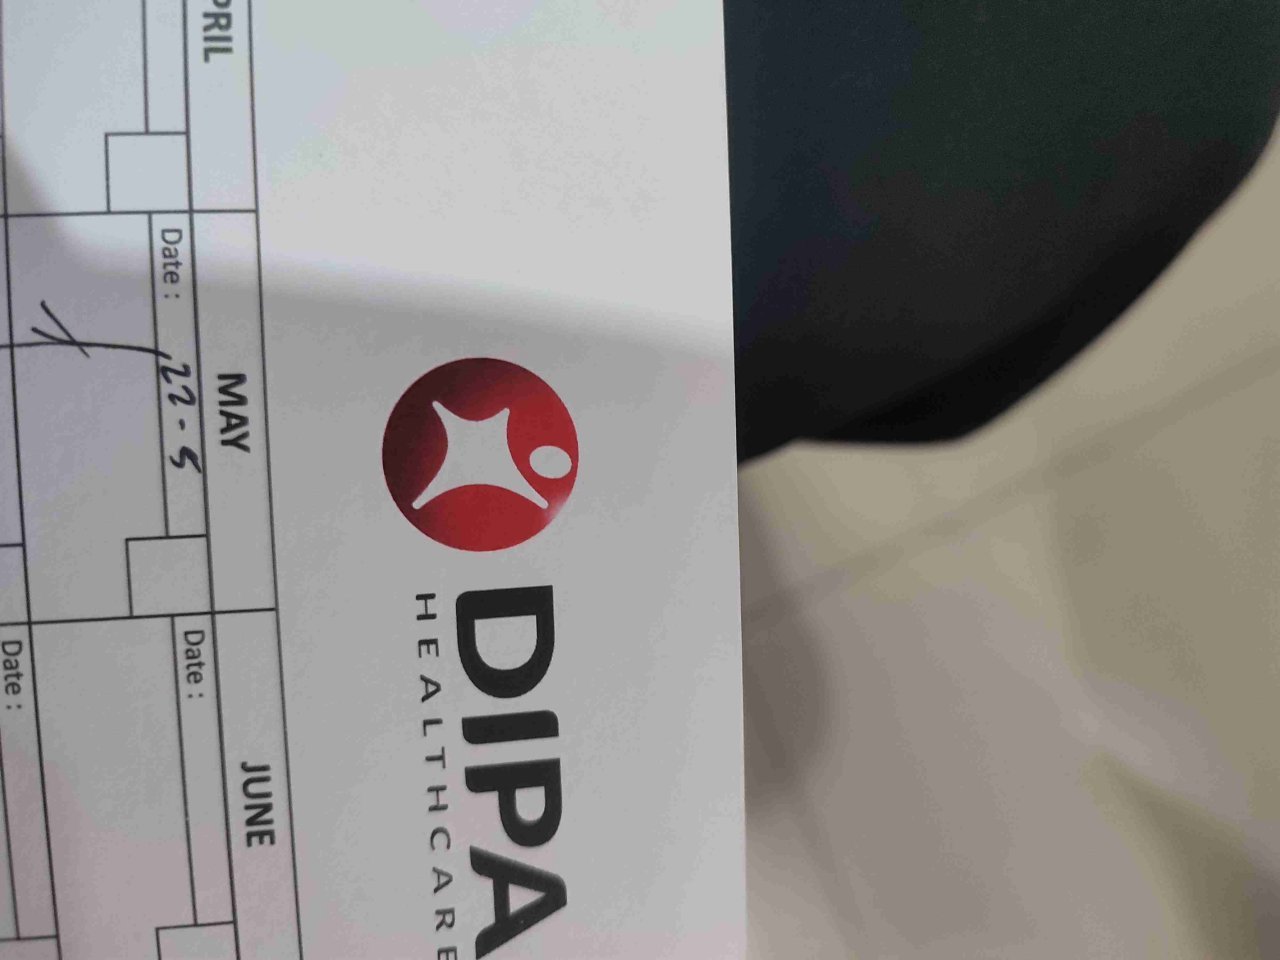 DIPA
HEALTHCARE
PRIL MAY JUNE
Date : 22-5 Date :
Date :